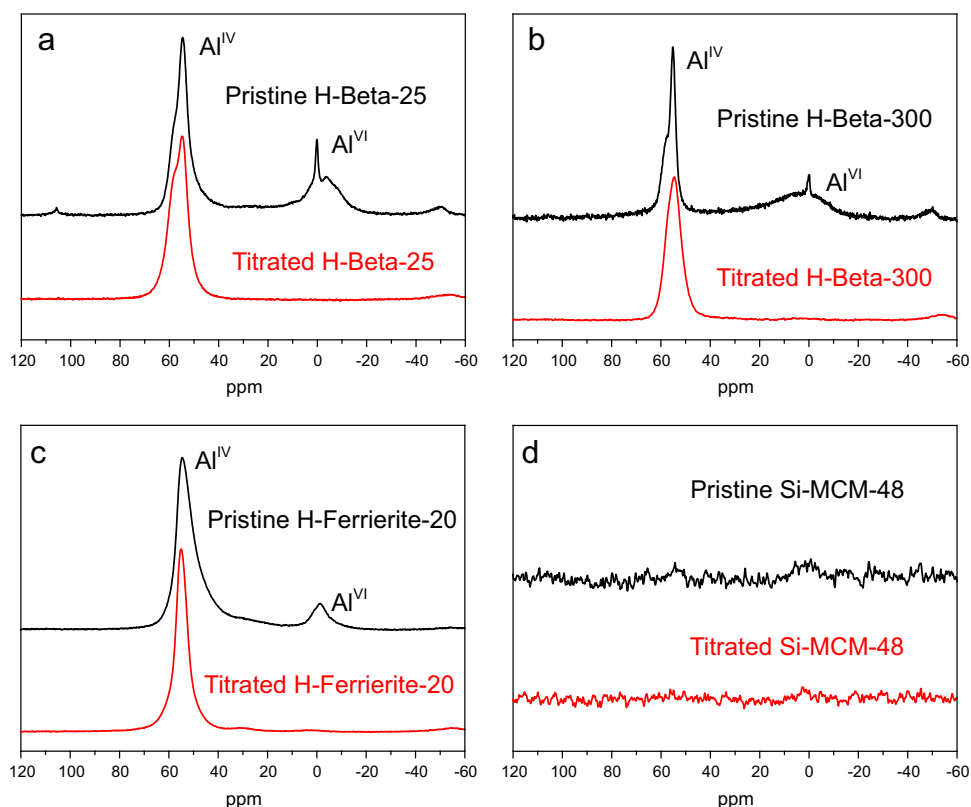 a
Al^IV
Pristine H-Beta-25
Al^VI
Titrated H-Beta-25
120 100 80 60 40 20 0 -20 -40 -60
ppm
b
Al^IV
Pristine H-Beta-300
Al^VI
Titrated H-Beta-300
120 100 80 60 40 20 0 -20 -40 -60
ppm
c
Al^IV
Pristine H-Ferrierite-20
Al^VI
Titrated H-Ferrierite-20
120 100 80 60 40 20 0 -20 -40 -60
ppm
d
Pristine Si-MCM-48
Titrated Si-MCM-48
120 100 80 60 40 20 0 -20 -40 -60
ppm